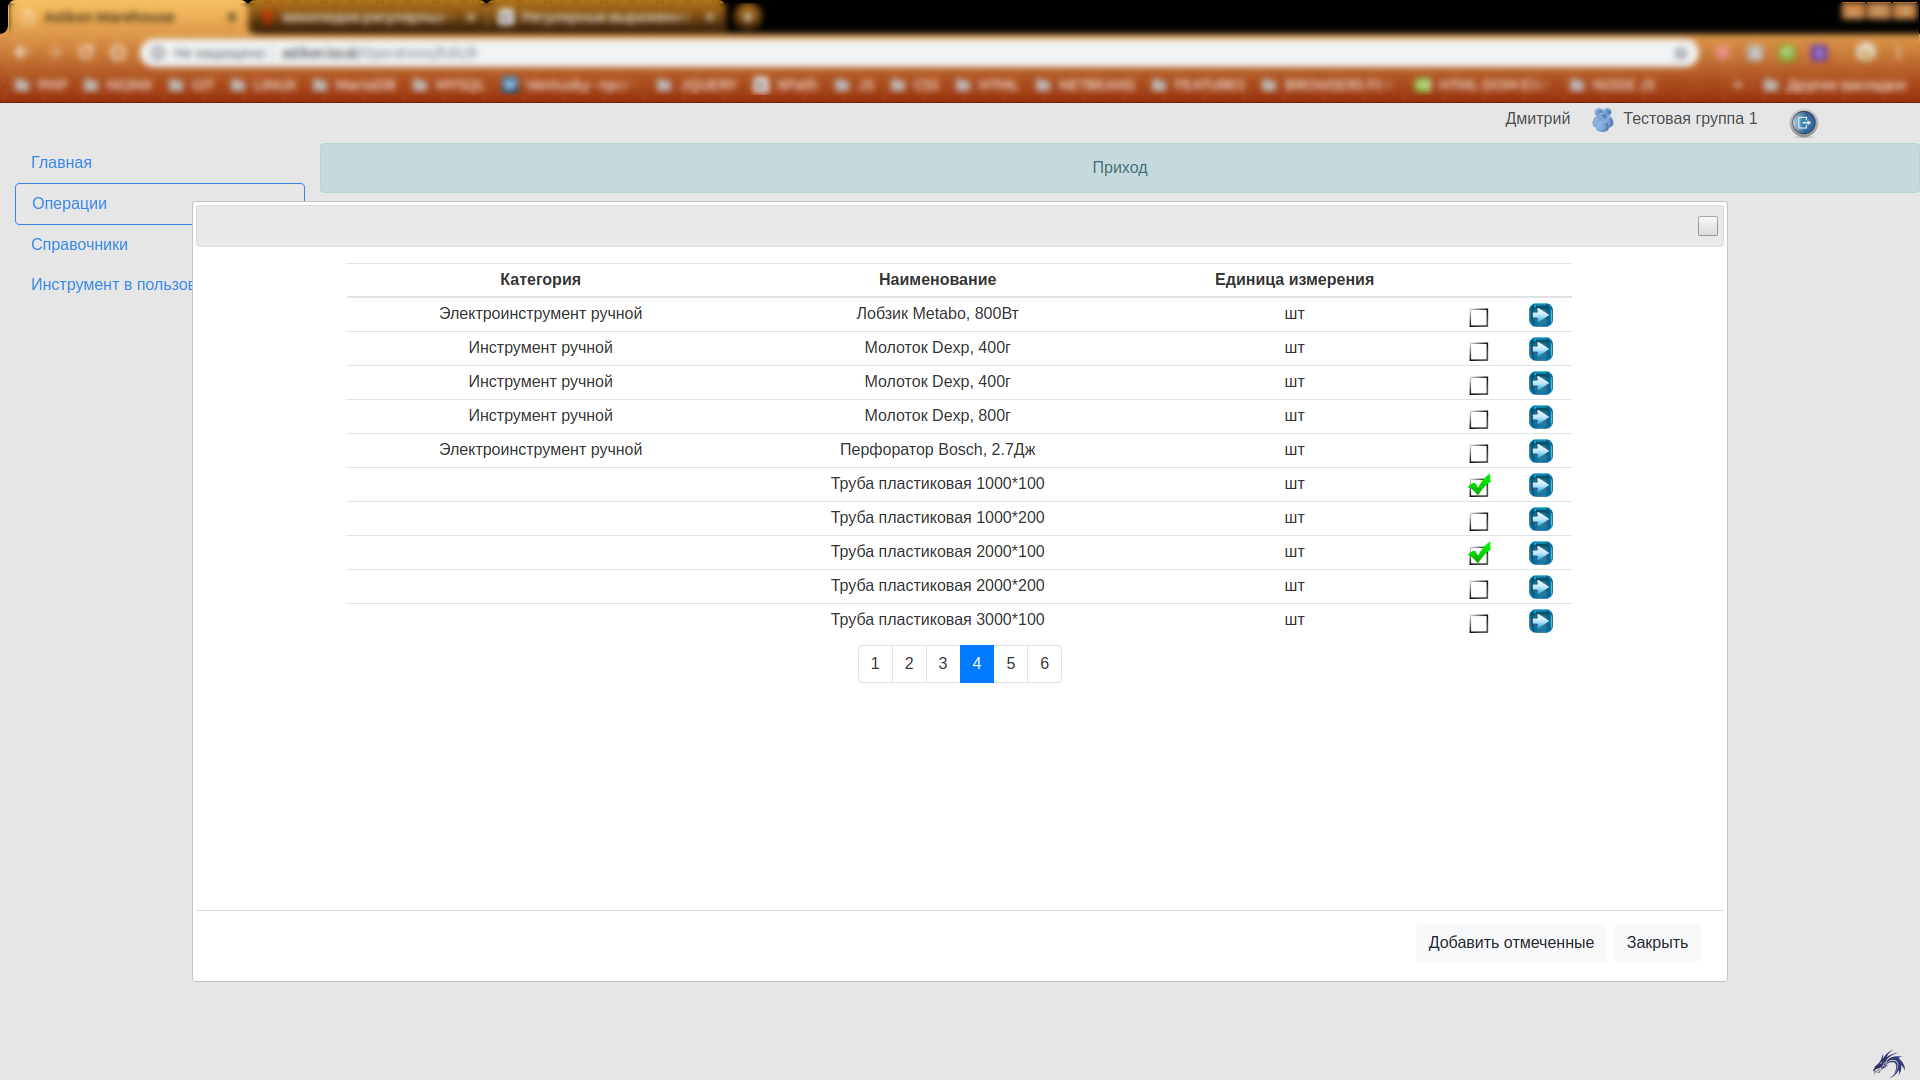 Дмитрий Тестовая группа 1
Главная
Приход
Операции
Справочники
Инструмент в пользов
Категория Наименование Единица измерения
Электроинструмент ручной Лобзик Metabo, 800Вт шт
Инструмент ручной Молоток Dexp, 400г шт
Инструмент ручной Молоток Dexp, 400г шт
Инструмент ручной Молоток Dexp, 800г шт
Электроинструмент ручной Перфоратор Bosch, 2.7Дж шт
Труба пластиковая 1000*100 шт
Труба пластиковая 1000*200 шт
Труба пластиковая 2000*100 шт
Труба пластиковая 2000*200 шт
Труба пластиковая 3000*100 шт
1 2 3 4 5 6
Добавить отмеченные Закрыть